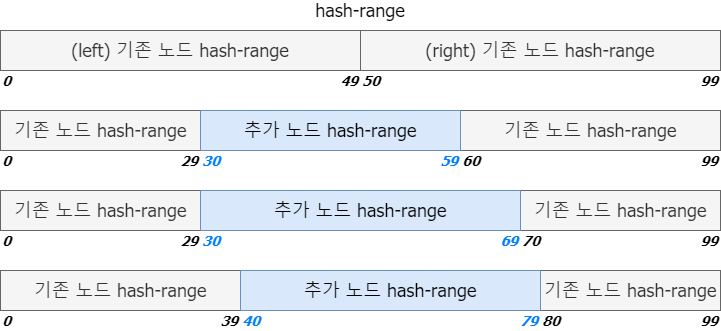 hash-range
(left) 기존 노드 hash-range (right) 기존 노드 hash-range
0 49 50 99
기존 노드 hash-range 추가 노드 hash-range 기존 노드 hash-range
0 29 30 59 60 99
기존 노드 hash-range 추가 노드 hash-range 기존 노드 hash-range
0 29 30 69 70 99
기존 노드 hash-range 추가 노드 hash-range 기존 노드 hash-range
0 39 40 79 80 99